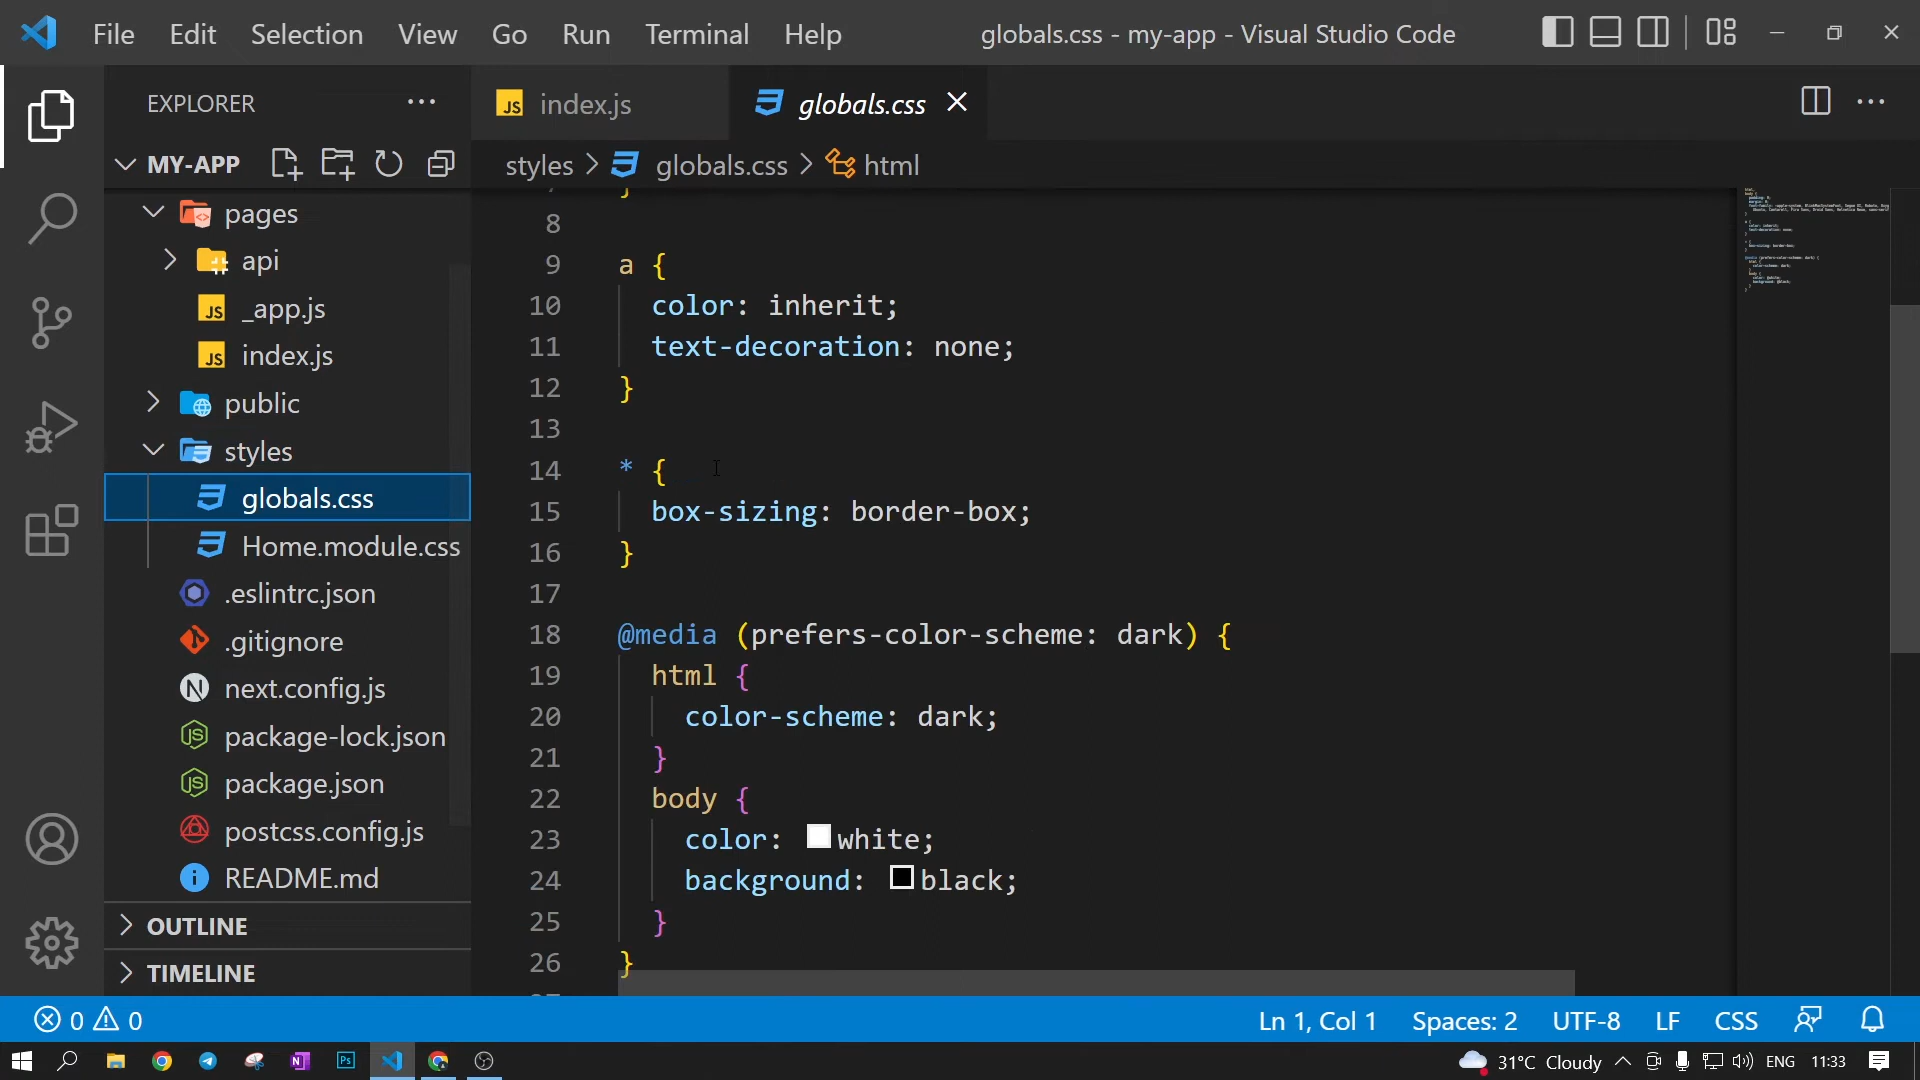 File Edit Selection View Go Run Terminal Help globals.css - my-app - Visual Studio Code
EXPLORER
JS index.js
globals.css
MY-APP
styles > globals.css > html
pages
api
JS _app.js
JS index.js
public
styles
globals.css
Home.module.css
.eslintrc.json
.gitignore
N next.config.js
package-lock.json
package.json
postcss.config.js
README.md
OUTLINE
TIMELINE
8
9 a {
10 color: inherit;
11 text-decoration: none;
12 }
13
14 * {
15 box-sizing: border-box;
16 }
17
18 @media (prefers-color-scheme: dark) {
19 html {
20 color-scheme: dark;
21 }
22 body {
23 color: white;
24 background: black;
25 }
26 }
0 0
Ln 1, Col 1 Spaces: 2 UTF-8 LF CSS
N Ps
31°C Cloudy ENG 11:33